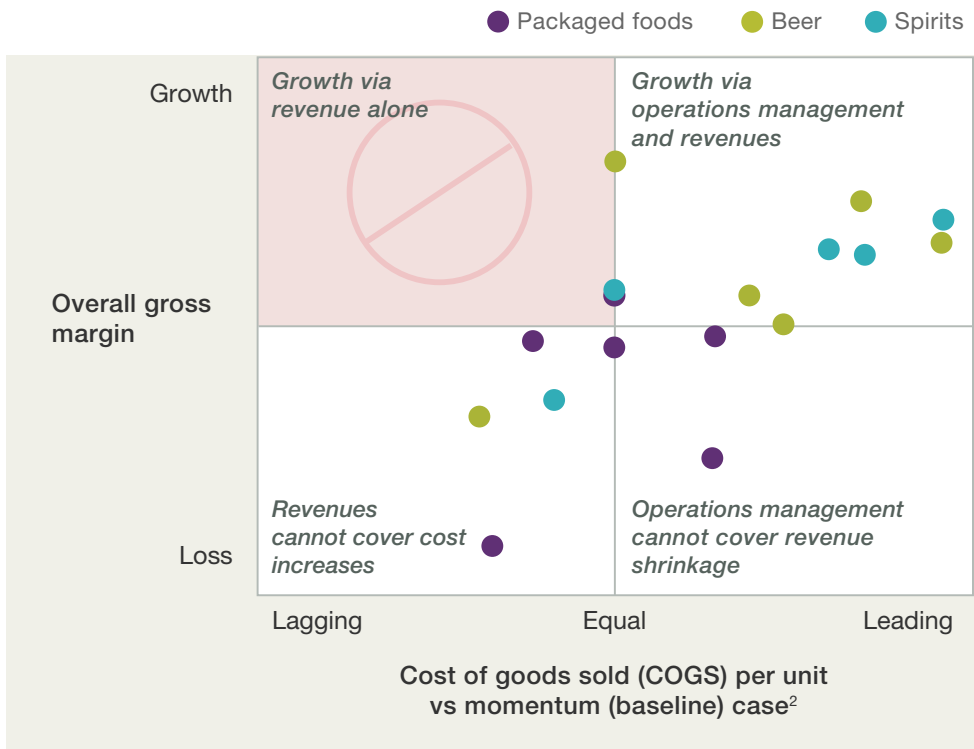 Packaged foods Beer Spirits
Growth
Growth via
revenue alone
Growth via
operations management
and revenues
Overall gross
margin
Revenues
cannot cover cost
increases
Operations management
cannot cover revenue
shrinkage
Loss
Lagging Equal Leading
Cost of goods sold (COGS) per unit
vs momentum (baseline) case²